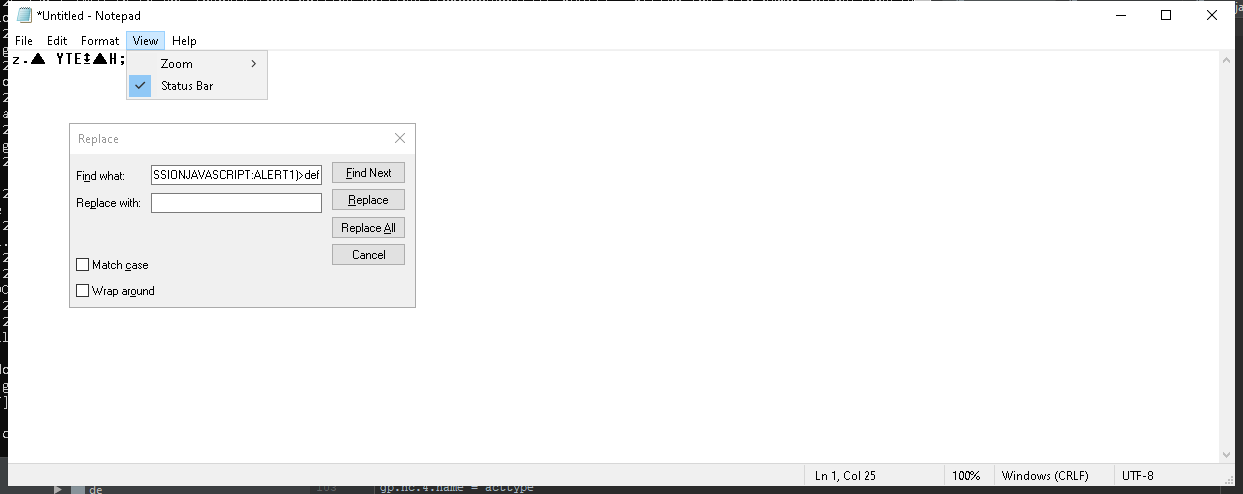 *Untitled - Notepad
File Edit Format View Help
z.▲ YTE‡▲H;
Zoom >
Status Bar
Replace
Find what: SSIONJAVASCRIPT:ALERT1)>def Find Next
Replace with: Replace
Replace All
Cancel
Match case
Wrap around
Ln 1, Col 25 100% Windows (CRLF) UTF-8
de
gp.nc.4.name = acctype